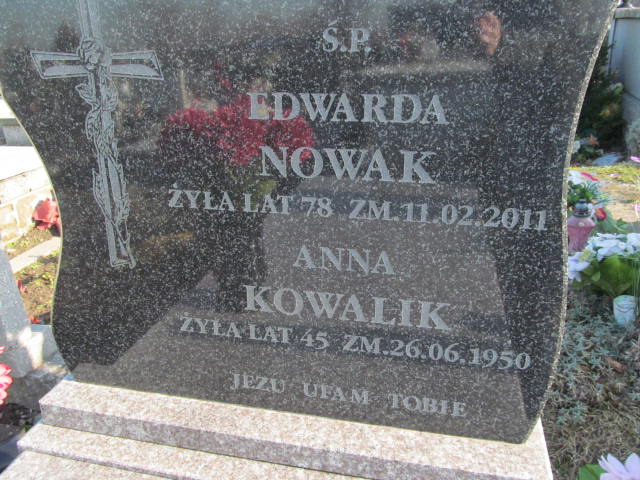 Ś.P.
EDWARDA
NOWAK
ŻYŁA LAT 78 ZM.11.02.2011
ANNA
KOWALIK
ŻYŁA LAT 45 ZM.26.06.1950
JEZU UFAM TOBIE